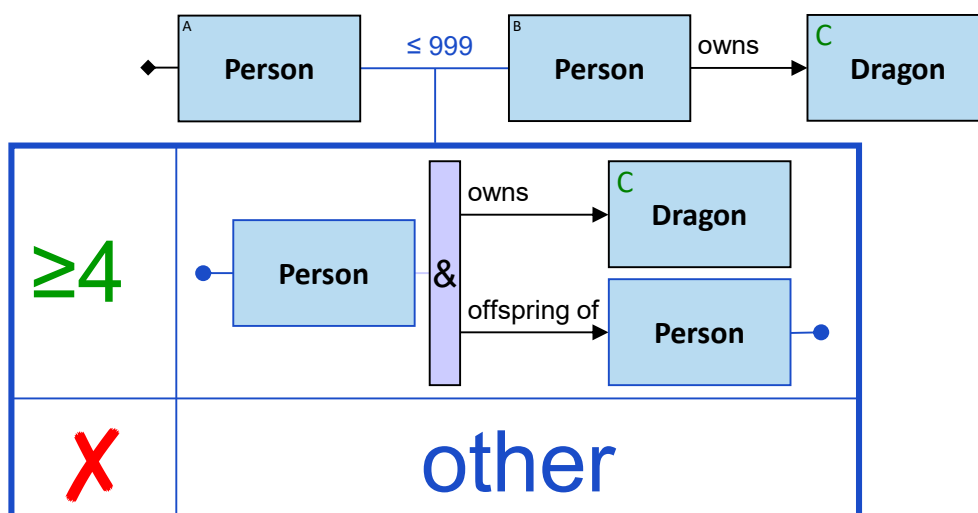 A
Person
≤ 999
B
Person
owns
C
Dragon
≥4
Person
&
owns
C
Dragon
offspring of
Person
✗
other